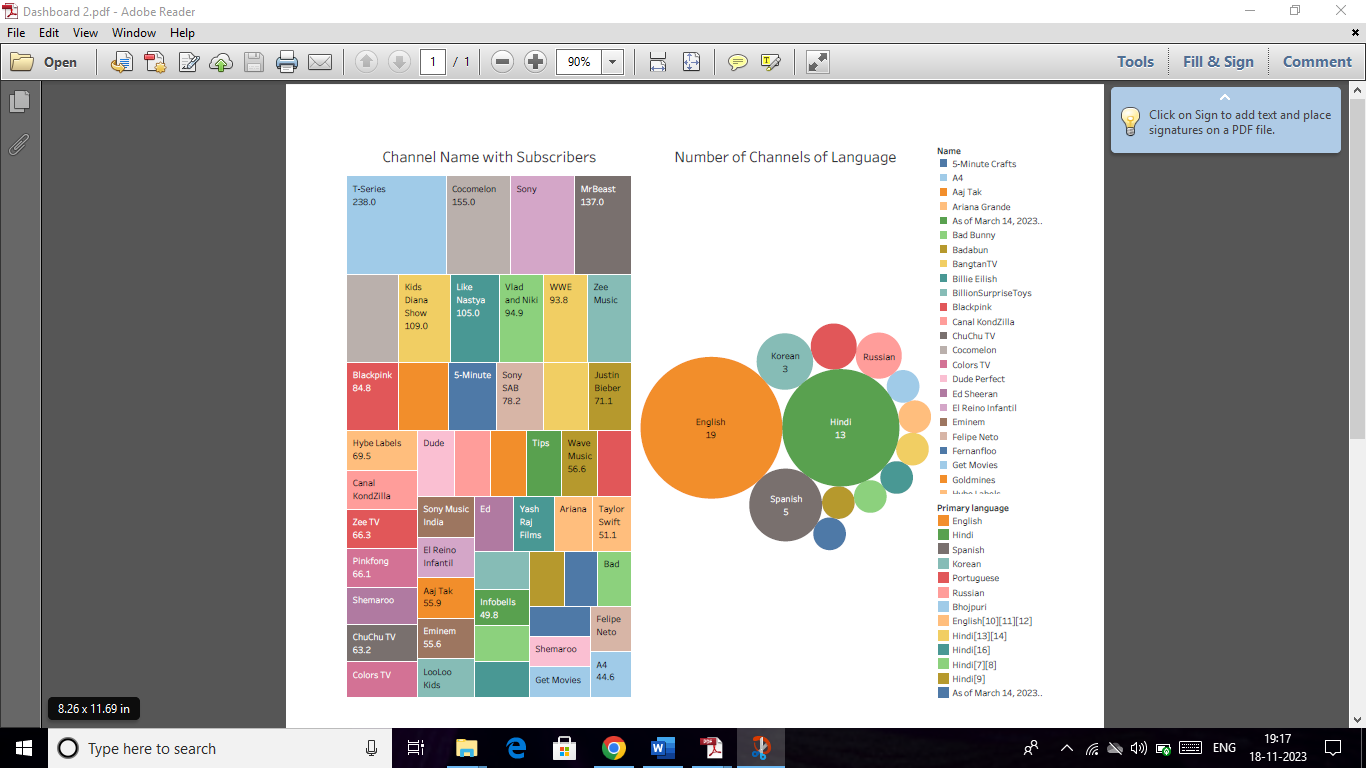 Dashboard 2.pdf - Adobe Reader
File Edit View Window Help
Open
1 / 1
90%
Tools Fill & Sign Comment
Click on Sign to add text and place
signatures on a PDF file.
Channel Name with Subscribers
T-Series
238.0
Cocomelon
155.0
Sony
MrBeast
137.0
Kids
Diana
Show
109.0
Like
Nastya
105.0
Vlad
and Niki
94.9
WWE
93.8
Zee
Music
Blackpink
84.8
5-Minute
Sony
SAB
78.2
Justin
Bieber
71.1
Hybe Labels
69.5
Dude
Tips
Wave
Music
56.6
Canal
KondZilla
Zee TV
66.3
Sony Music
India
Ed
Yash
Raj
Films
Ariana
Taylor
Swift
51.1
Pinkfong
66.1
El Reino
Infantil
Bad
Shemaroo
Aaj Tak
55.9
Infobells
49.8
ChuChu TV
63.2
Eminem
55.6
Felipe
Neto
Shemaroo
Colors TV
LooLoo
Kids
Get Movies
A4
44.6
Number of Channels of Language
Korean
3
Russian
English
19
Hindi
13
Spanish
5
Name
5-Minute Crafts
A4
Aaj Tak
Ariana Grande
As of March 14, 2023..
Bad Bunny
Badabun
BangtanTV
Billie Eilish
BillionSurpriseToys
Blackpink
Canal KondZilla
ChuChu TV
Cocomelon
Colors TV
Dude Perfect
Ed Sheeran
El Reino Infantil
Eminem
Felipe Neto
Fernanfloo
Get Movies
Goldmines
Hybe Labels
Primary language
English
Hindi
Spanish
Korean
Portuguese
Russian
Bhojpuri
English[10][11][12]
Hindi[13][14]
Hindi[16]
Hindi[7][8]
Hindi[9]
As of March 14, 2023..
8.26 x 11.69 in
Type here to search
ENG
19:17
18-11-2023